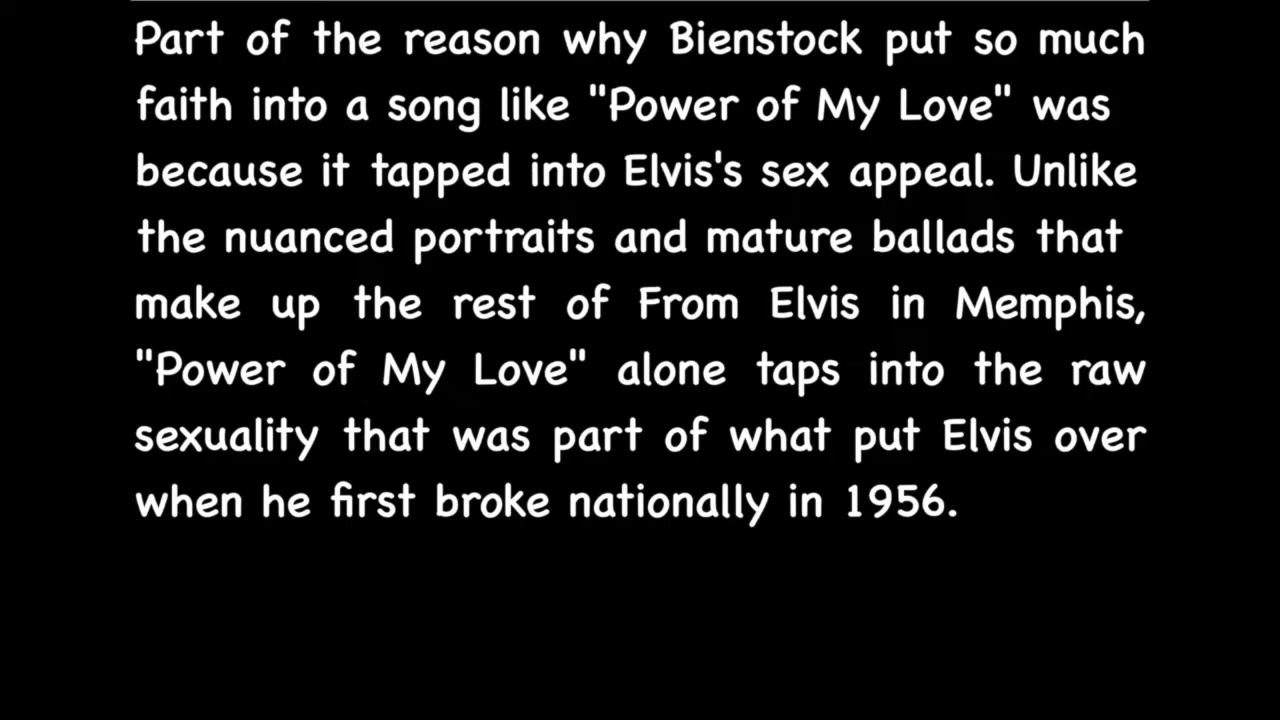 Part of the reason why Bienstock put so much
faith into a song like "Power of My Love" was
because it tapped into Elvis's sex appeal. Unlike
the nuanced portraits and mature ballads that
make up the rest of From Elvis in Memphis,
"Power of My Love" alone taps into the raw
sexuality that was part of what put Elvis over
when he first broke nationally in 1956.